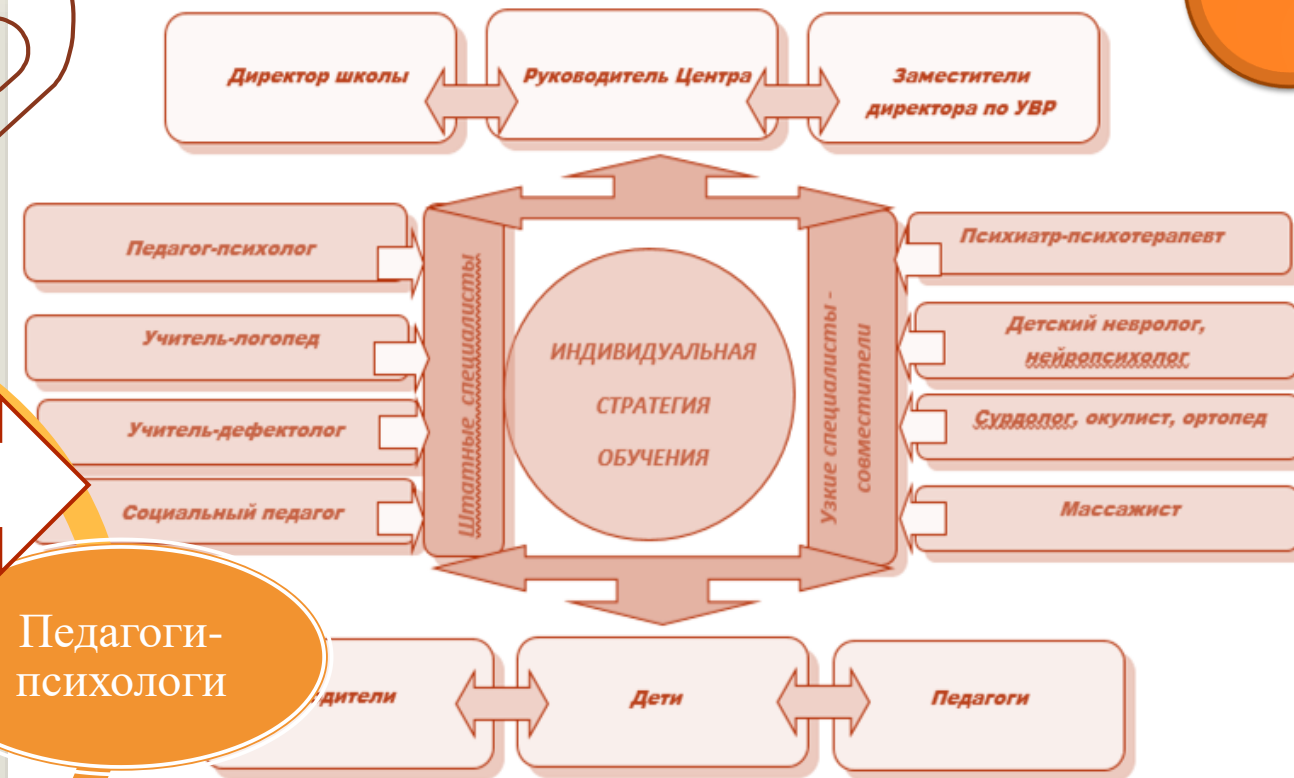 Директор школы
Руководитель Центра
Заместители
директора по УВР
Педагог-психолог
Учитель-логопед
Учитель-дефектолог
Социальный педагог
Штатные специалисты
ИНДИВИДУАЛЬНАЯ
СТРАТЕГИЯ
ОБУЧЕНИЯ
Узкие специалисты -
совместители
Психиатр-психотерапевт
Детский невролог,
нейропсихолог
Сурдолог, окулист, ортопед
Массажист
Педагоги-
психологи
дители
Дети
Педагоги